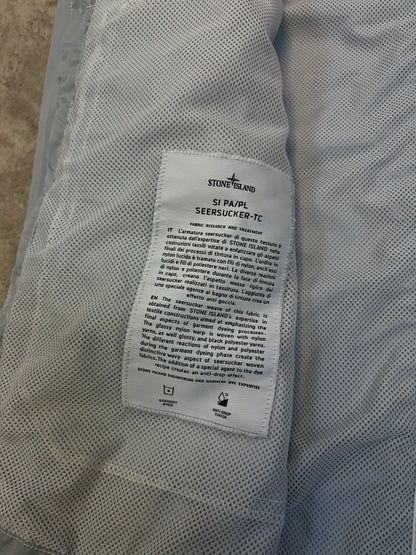 STONE ISLAND
SI PA/PL
SEERSUCKER-TC
FABRIC RESEARCH AND TREATMENT
IT L'armatura seersucker di questo tessuto è
ottenuta dall'expertise di STONE ISLAND nelle
costruzioni tessili votate a enfatizzare gli aspetti
finali dei processi di tintura in capo. L'ordito in
nylon lucido è tramato con fili di nylon, anch'essi
lucidi e fili di poliestere neri. Le diverse reazioni
di nylon e poliestere durante la fase di tintura
in capo, creano l'aspetto mosso tipico dei
seersucker realizzati in tessitura. L'aggiunta di
uno speciale agente al bagno di tintura crea un
effetto anti goccia.
EN The seersucker weave of this fabric is
obtained from STONE ISLAND's expertise in
textile constructions aimed at emphasizing the
final aspects of garment dyeing processes.
The glossy nylon warp is woven with nylon
yarns, as well glossy, and black polyester yarns.
The different reactions of nylon and polyester
during the garment dyeing phase create the
distinctive wavy aspect of seersucker woven
fabrics. The addition of a special agent to the dye
recipe creates an anti-drop effect.
STONE ISLAND ENGINEERING AND GARMENT DYE EXPERTISE
GARMENT
DYED
ANTI-DROP
FINISH